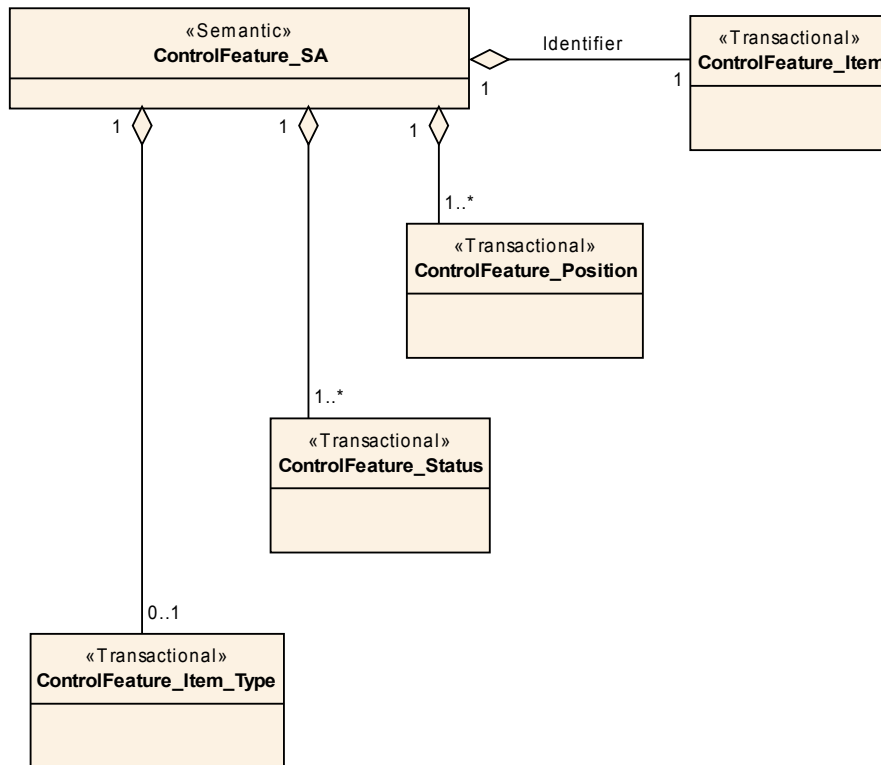 «Semantic»
ControlFeature_SA
Identifier
1
1
«Transactional»
ControlFeature_Item
1
1
1
1..*
«Transactional»
ControlFeature_Position
1..*
«Transactional»
ControlFeature_Status
0..1
«Transactional»
ControlFeature_Item_Type